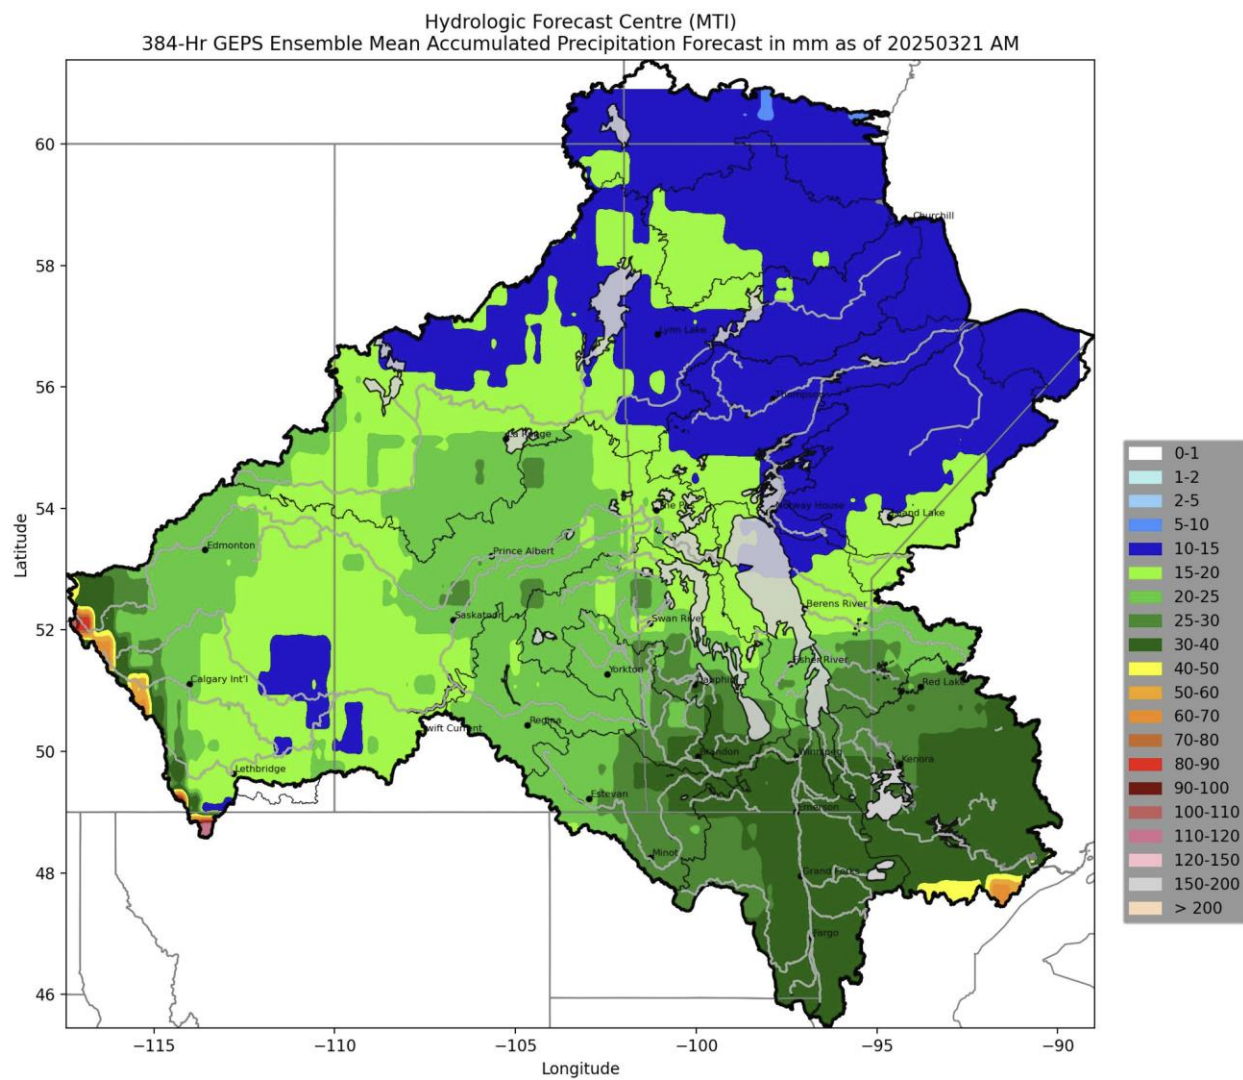 Hydrologic Forecast Centre (MTI)
384-Hr GEPS Ensemble Mean Accumulated Precipitation Forecast in mm as of 20250321 AM
60
58
56
54
52
50
48
46
Latitude
−115
−110
−105
−100
−95
−90
Longitude
Churchill
Lynn Lake
Thompson
La Ronge
The Pas
Norway House
Island Lake
Edmonton
Prince Albert
Berens River
Saskatoon
Swan River
Fisher River
Calgary Int'l
Yorkton
Dauphin
Red Lake
Regina
Swift Current
Brandon
Winnipeg
Kenora
Lethbridge
Estevan
Emerson
Minot
Grand Forks
Fargo
0-1
1-2
2-5
5-10
10-15
15-20
20-25
25-30
30-40
40-50
50-60
60-70
70-80
80-90
90-100
100-110
110-120
120-150
150-200
> 200